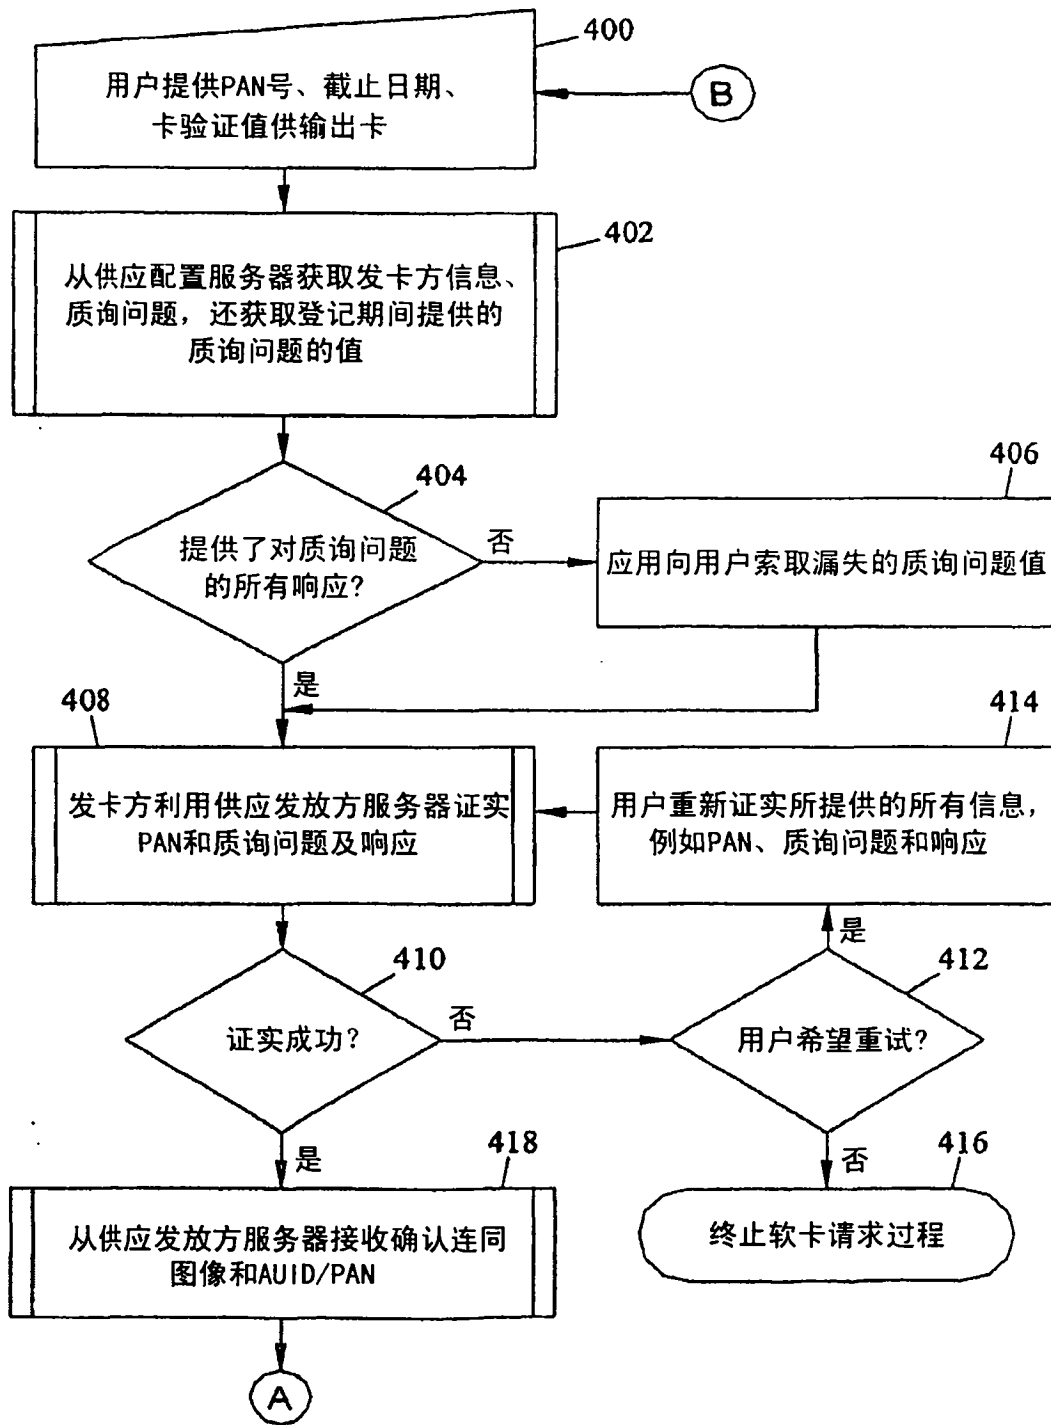 400
用户提供PAN号、截止日期、
卡验证值供输出卡
B
402
从供应配置服务器获取发卡方信息、
质询问题，还获取登记期间提供的
质询问题的值
404
提供了对质询问题
的所有响应?
否
406
应用向用户索取漏失的质询问题值
是
408
发卡方利用供应发放方服务器证实
PAN和质询问题及响应
414
用户重新证实所提供的所有信息，
例如PAN、质询问题和响应
是
410
证实成功?
否
412
用户希望重试?
是
418
从供应发放方服务器接收确认连同
图像和AUID/PAN
否
416
终止软卡请求过程
A